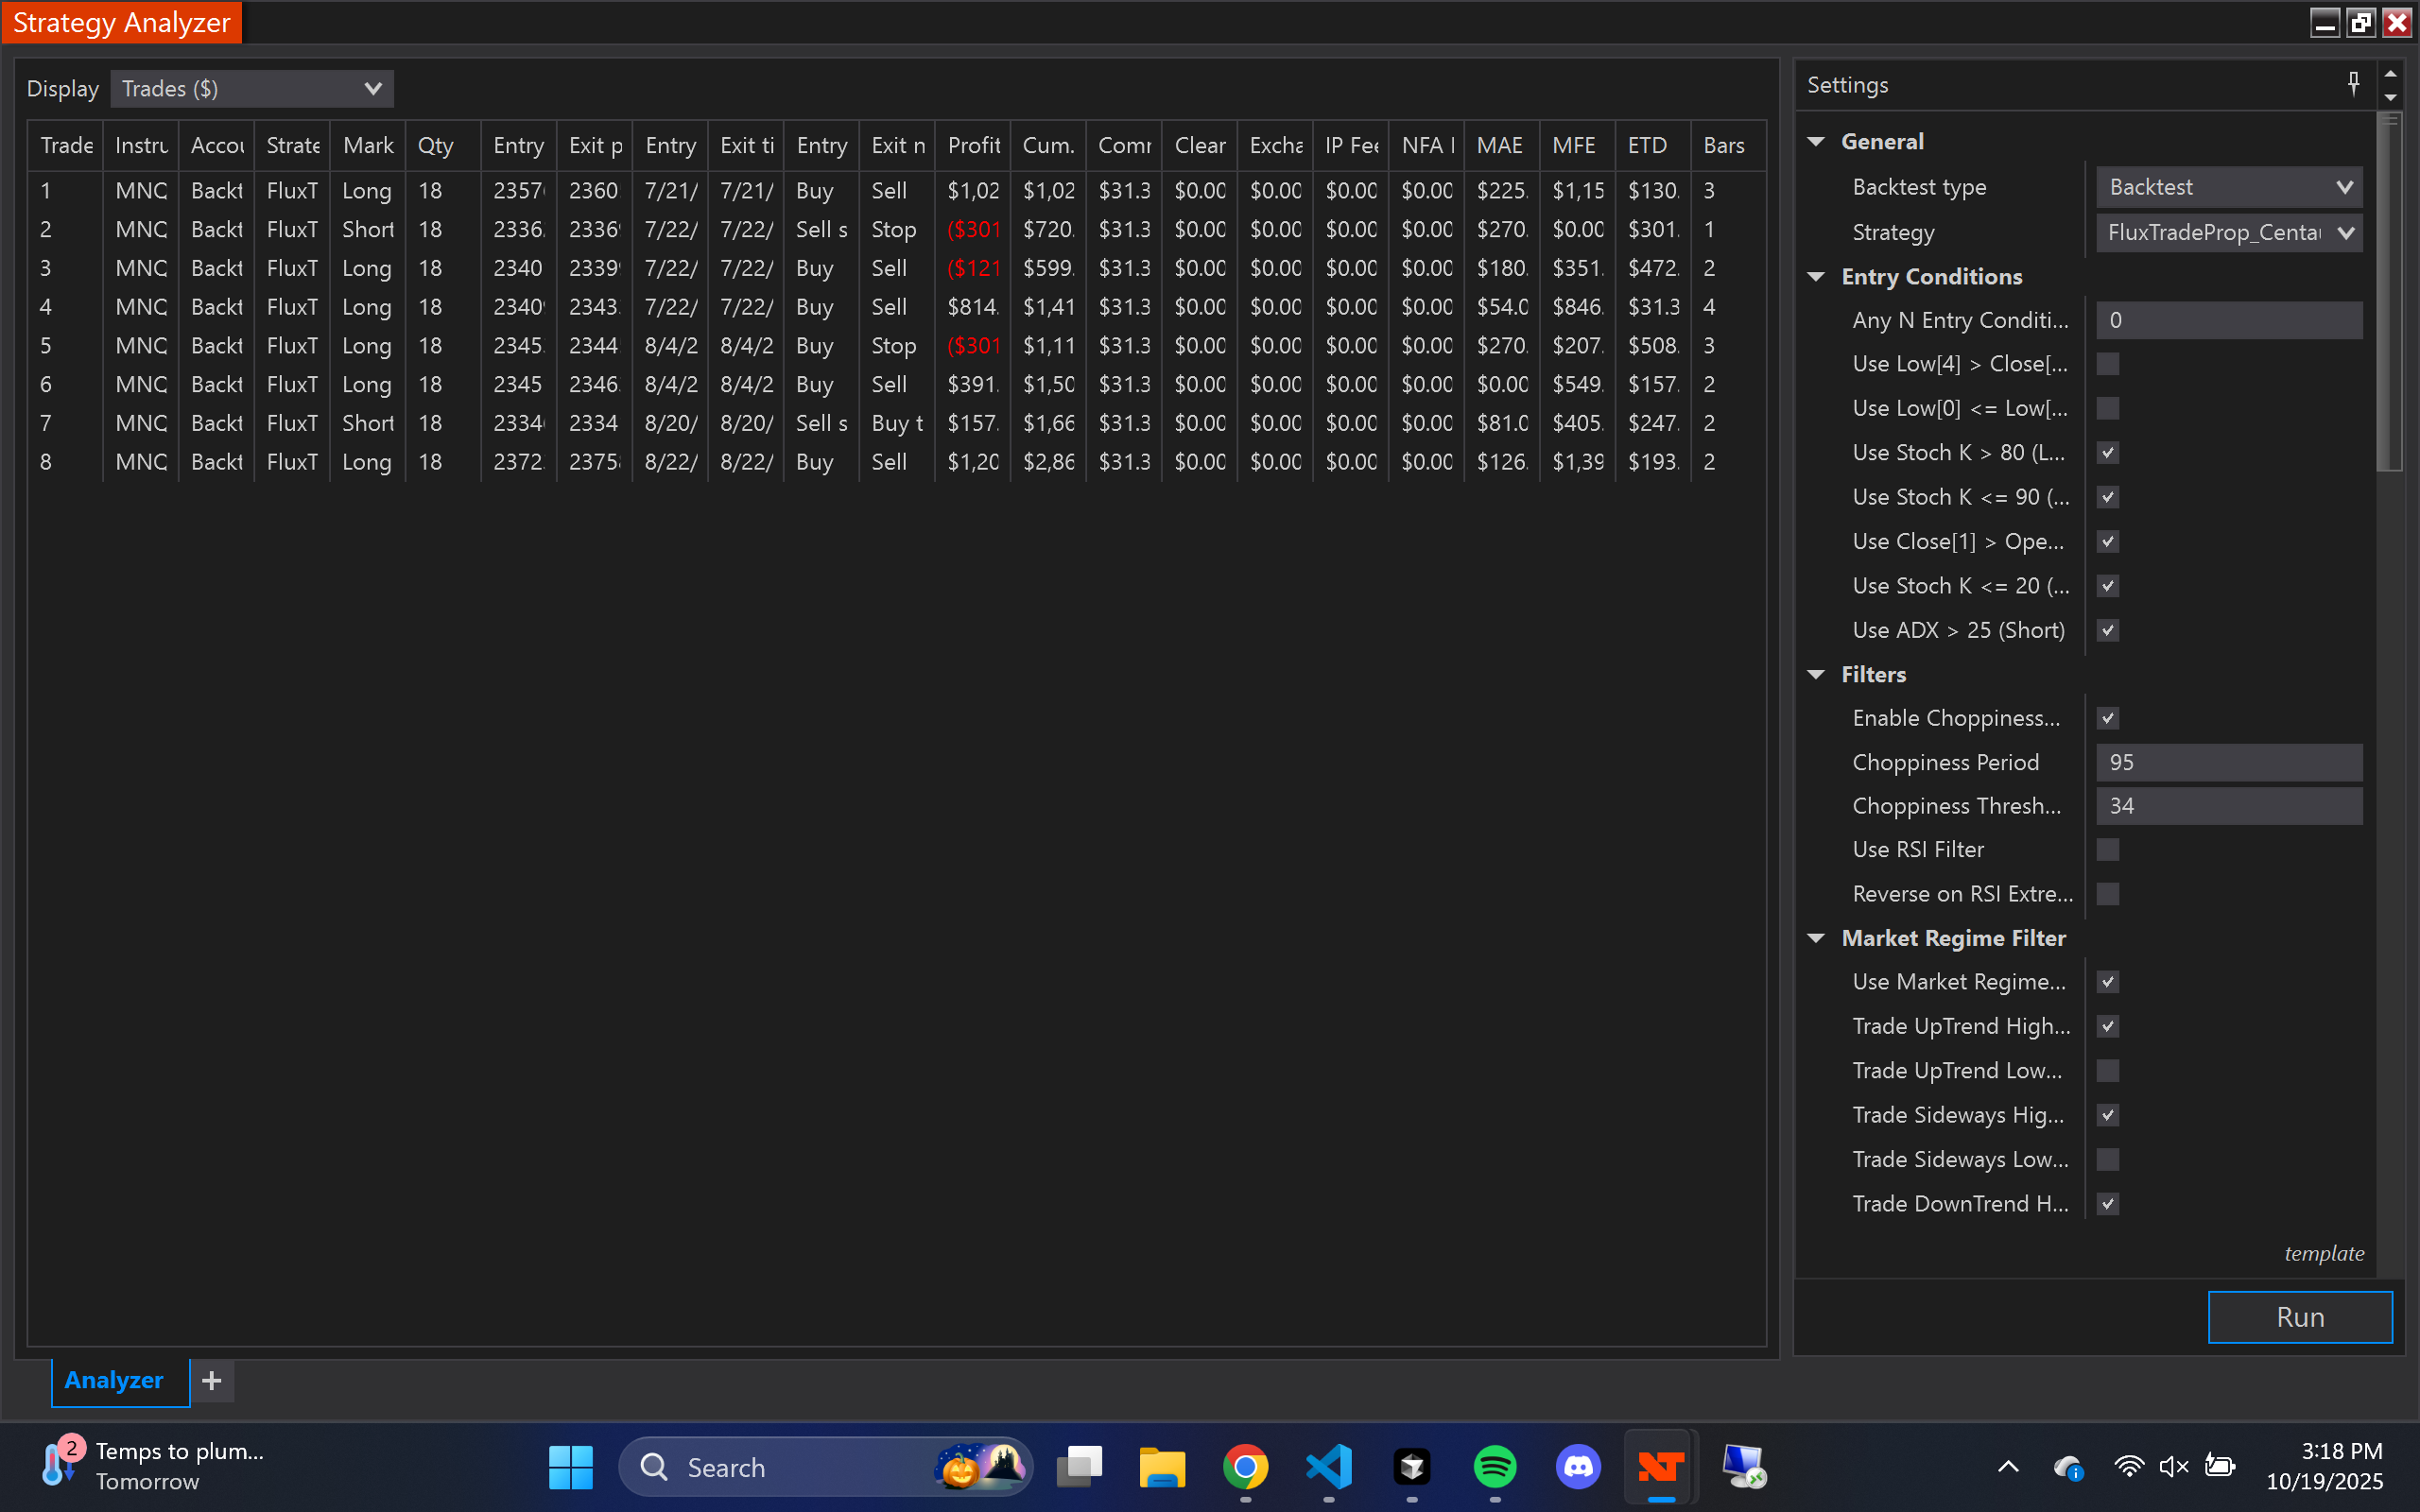 Strategy Analyzer
Display Trades ($)
Trade Instru Accou Strate Mark Qty Entry Exit p Entry Exit ti Entry Exit n Profit Cum. Comr Clear Excha IP Fee NFA MAE MFE ETD Bars
1 MNQ Backt FluxT Long 18 23570 2360 7/21/ 7/21/ Buy Sell $1,02 $1,02 $31.3 $0.00 $0.00 $0.00 $0.00 $225. $1,15 $130. 3
2 MNQ Backt FluxT Short 18 2336 23369 7/22/ 7/22/ Sell s Stop ($301 $720. $31.3 $0.00 $0.00 $0.00 $0.00 $270. $0.00 $301. 1
3 MNQ Backt FluxT Long 18 2340 23399 7/22/ 7/22/ Buy Sell ($121 $599. $31.3 $0.00 $0.00 $0.00 $0.00 $180. $351. $472. 2
4 MNQ Backt FluxT Long 18 23409 2343 7/22/ 7/22/ Buy Sell $814. $1,41 $31.3 $0.00 $0.00 $0.00 $0.00 $54.0 $846. $31.3 4
5 MNQ Backt FluxT Long 18 2345 2344 8/4/2 8/4/2 Buy Stop ($301 $1,11 $31.3 $0.00 $0.00 $0.00 $0.00 $270. $207. $508. 3
6 MNQ Backt FluxT Long 18 2345 2346 8/4/2 8/4/2 Buy Sell $391. $1,50 $31.3 $0.00 $0.00 $0.00 $0.00 $0.00 $549. $157. 2
7 MNQ Backt FluxT Short 18 23340 2334 8/20/ 8/20/ Sell s Buy t $157. $1,66 $31.3 $0.00 $0.00 $0.00 $0.00 $81.0 $405. $247. 2
8 MNQ Backt FluxT Long 18 2372 23758 8/22/ 8/22/ Buy Sell $1,20 $2,86 $31.3 $0.00 $0.00 $0.00 $0.00 $126. $1,39 $193. 2
Analyzer +
Settings
General
Backtest type Backtest
Strategy FluxTradeProp_Centau
Entry Conditions
Any N Entry Conditi... 0
Use Low[4] > Close[...
Use Low[0] <= Low[...
Use Stoch K > 80 (L...
Use Stoch K <= 90 (...
Use Close[1] > Ope...
Use Stoch K <= 20 (...
Use ADX > 25 (Short)
Filters
Enable Choppiness...
Choppiness Period 95
Choppiness Thresh... 34
Use RSI Filter
Reverse on RSI Extre...
Market Regime Filter
Use Market Regime...
Trade UpTrend High...
Trade UpTrend Low...
Trade Sideways Hig...
Trade Sideways Low...
Trade DownTrend H...
template
Run
2
Temps to plum...
Tomorrow
Search
3:18 PM
10/19/2025